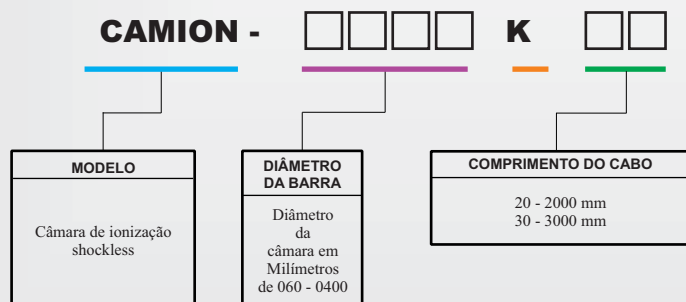 CAMION - □□□□ K □□
MODELO
Câmara de ionização
shockless
DIÂMETRO
DA BARRA
Diâmetro
da
câmara em
Milímetros
de 060 - 0400
COMPRIMENTO DO CABO
20 - 2000 mm
30 - 3000 mm